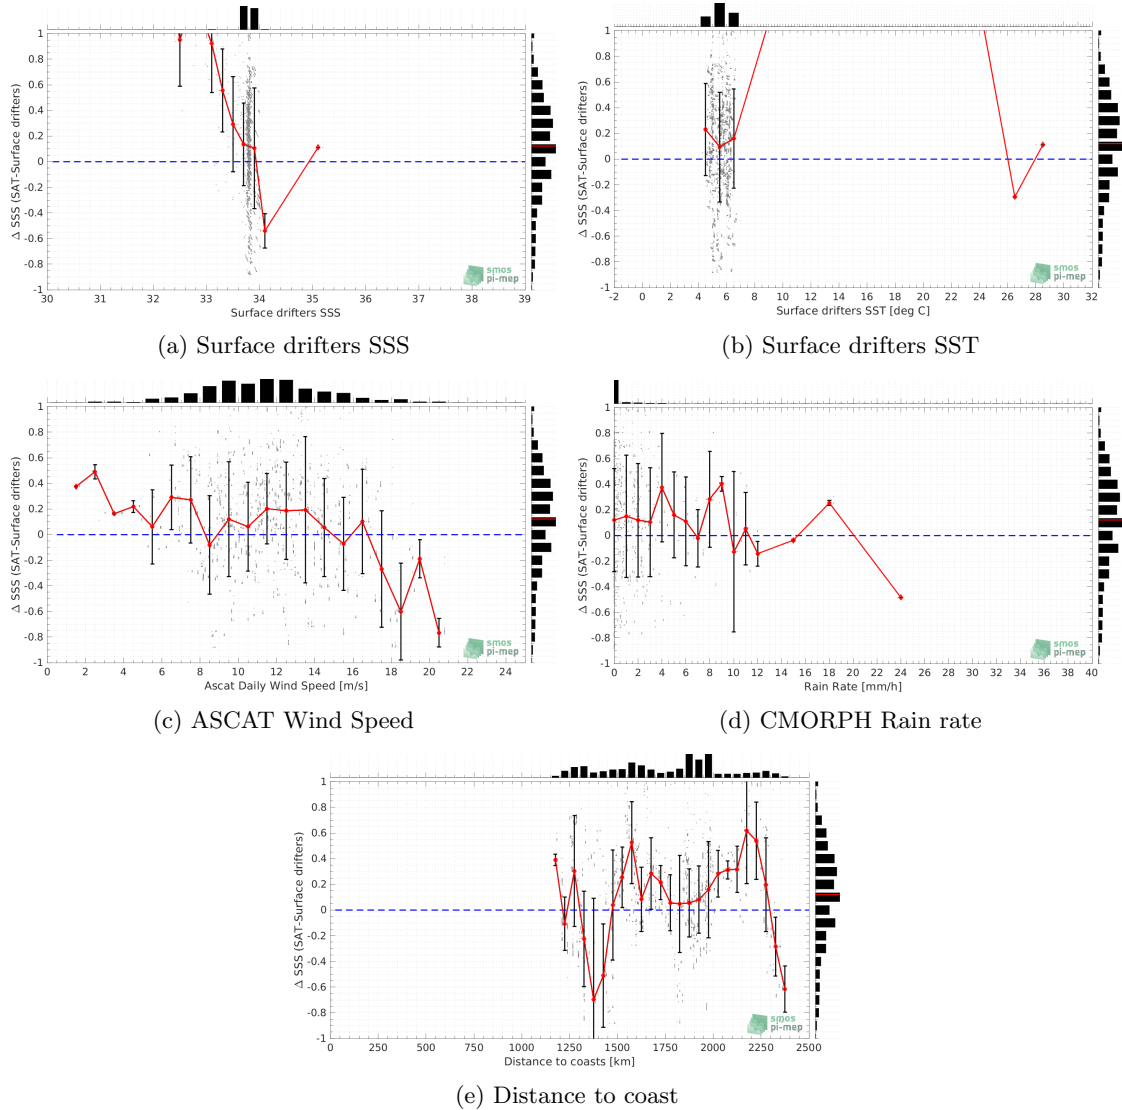 1
0.8
0.6
0.4
0.2
0
-0.2
-0.4
-0.6
-0.8
-1
Δ SSS (SAT-Surface drifters)
30 31 32 33 34 35 36 37 38 39
Surface drifters SSS
smos
pi-mep
(a) Surface drifters SSS
1
0.8
0.6
0.4
0.2
0
-0.2
-0.4
-0.6
-0.8
-1
Δ SSS (SAT-Surface drifters)
-2 0 2 4 6 8 10 12 14 16 18 20 22 24 26 28 30 32
Surface drifters SST [deg C]
smos
pi-mep
(b) Surface drifters SST
1
0.8
0.6
0.4
0.2
0
-0.2
-0.4
-0.6
-0.8
-1
Δ SSS (SAT-Surface drifters)
0 2 4 6 8 10 12 14 16 18 20 22 24
Ascat Daily Wind Speed [m/s]
smos
pi-mep
(c) ASCAT Wind Speed
1
0.8
0.6
0.4
0.2
0
-0.2
-0.4
-0.6
-0.8
-1
Δ SSS (SAT-Surface drifters)
0 2 4 6 8 10 12 14 16 18 20 22 24 26 28 30 32 34 36 38 40
Rain Rate [mm/h]
smos
pi-mep
(d) CMORPH Rain rate
1
0.8
0.6
0.4
0.2
0
-0.2
-0.4
-0.6
-0.8
-1
Δ SSS (SAT-Surface drifters)
0 250 500 750 1000 1250 1500 1750 2000 2250 2500
Distance to coasts [km]
smos
pi-mep
(e) Distance to coast